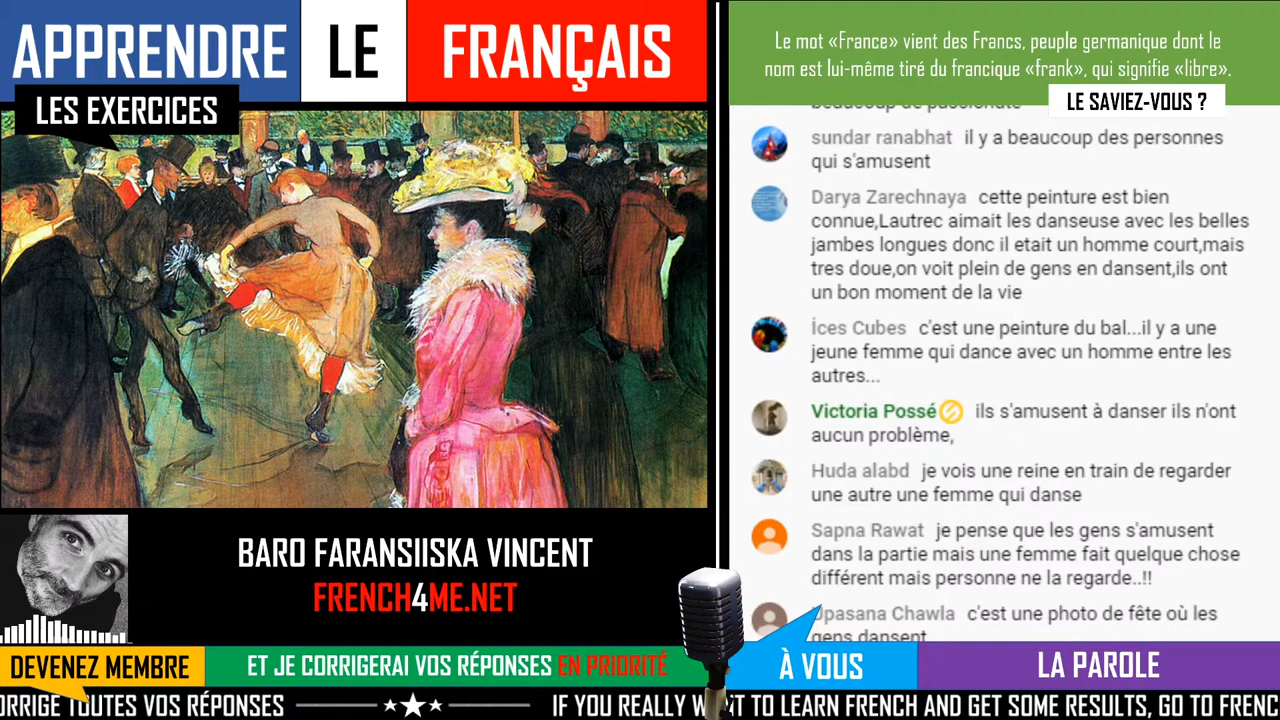 APPRENDRE LE FRANÇAIS
LES EXERCICES
Le mot «France» vient des Francs, peuple germanique dont le
nom est lui-même tiré du francique «frank», qui signifie «libre».
LE SAVIEZ-VOUS ?
beaucoup de passionate
sundar ranabhat il y a beaucoup des personnes
qui s'amusent
Darya Zarechnaya cette peinture est bien
connue,Lautrec aimait les danseuse avec les belles
jambes longues donc il etait un homme court,mais
tres doue,on voit plein de gens en dansent,ils ont
un bon moment de la vie
İces Cubes c'est une peinture du bal...il y a une
jeune femme qui dance avec un homme entre les
autres...
Victoria Possé ils s'amusent à danser ils n'ont
aucun problème,
Huda alabd je vois une reine en train de regarder
une autre une femme qui danse
Sapna Rawat je pense que les gens s'amusent
dans la partie mais une femme fait quelque chose
différent mais personne ne la regarde..!!
Upasana Chawla c'est une photo de fête où les
gens dansent
BARO FARANSIISKA VINCENT
FRENCH4ME.NET
DEVENEZ MEMBRE
ET JE CORRIGERAI VOS RÉPONSES EN PRIORITÉ
À VOUS
LA PAROLE
ORRIGE TOUTES VOS RÉPONSES IF YOU REALLY W NT TO LEARN FRENCH AND GET SOME RESULTS, GO TO FRENC